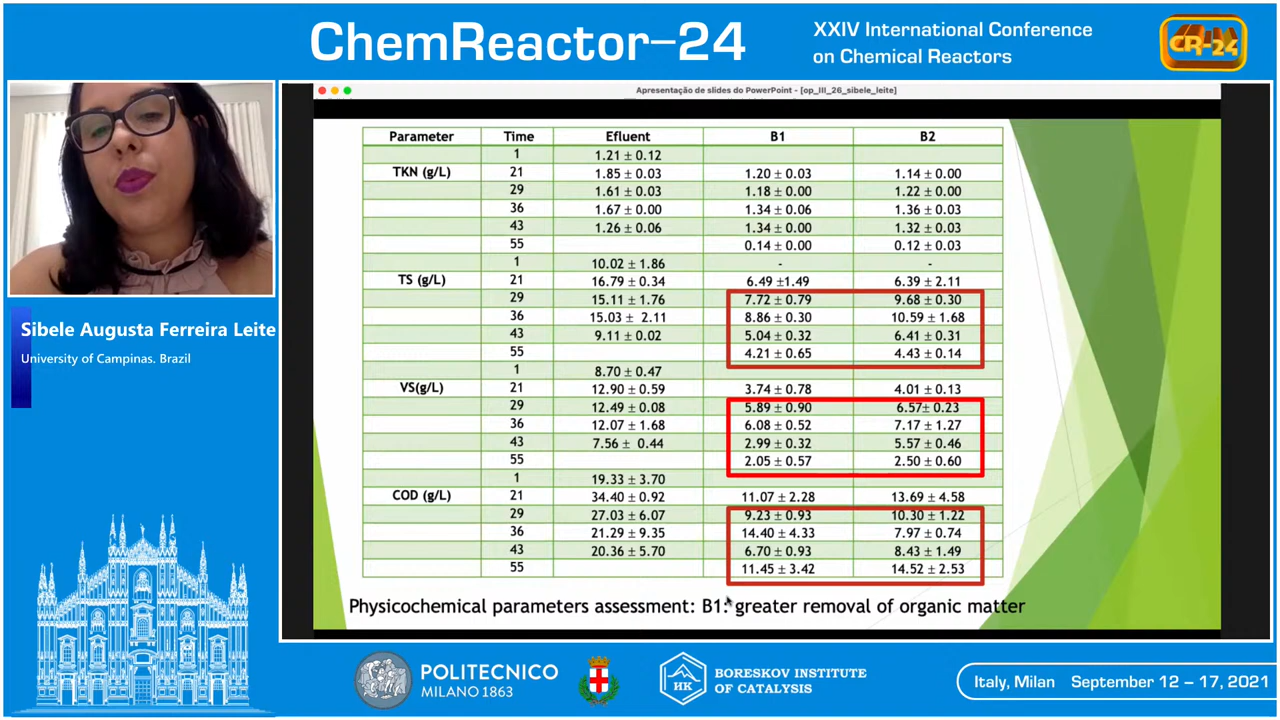 ChemReactor-24
XXIV International Conference
on Chemical Reactors
CR-24
Apresentação de slides do PowerPoint - [op_III_26_sibele_leite]
Sibele Augusta Ferreira Leite
University of Campinas. Brazil
Parameter Time Efluent B1 B2
1 1.21 ± 0.12
TKN (g/L) 21 1.85 ± 0.03 1.20 ± 0.03 1.14 ± 0.00
29 1.61 ± 0.03 1.18 ± 0.00 1.22 ± 0.00
36 1.67 ± 0.00 1.34 ± 0.06 1.36 ± 0.03
43 1.26 ± 0.06 1.34 ± 0.00 1.32 ± 0.03
55 0.14 ± 0.00 0.12 ± 0.03
1 10.02 ± 1.86 - -
TS (g/L) 21 16.79 ± 0.34 6.49 ±1.49 6.39 ± 2.11
29 15.11 ± 1.76 7.72 ± 0.79 9.68 ± 0.30
36 15.03 ± 2.11 8.86 ± 0.30 10.59 ± 1.68
43 9.11 ± 0.02 5.04 ± 0.32 6.41 ± 0.31
55 4.21 ± 0.65 4.43 ± 0.14
1 8.70 ± 0.47
VS(g/L) 21 12.90 ± 0.59 3.74 ± 0.78 4.01 ± 0.13
29 12.49 ± 0.08 5.89 ± 0.90 6.57± 0.23
36 12.07 ± 1.68 6.08 ± 0.52 7.17 ± 1.27
43 7.56 ± 0.44 2.99 ± 0.32 5.57 ± 0.46
55 2.05 ± 0.57 2.50 ± 0.60
1 19.33 ± 3.70
COD (g/L) 21 34.40 ± 0.92 11.07 ± 2.28 13.69 ± 4.58
29 27.03 ± 6.07 9.23 ± 0.93 10.30 ± 1.22
36 21.29 ± 9.35 14.40 ± 4.33 7.97 ± 0.74
43 20.36 ± 5.70 6.70 ± 0.93 8.43 ± 1.49
55 11.45 ± 3.42 14.52 ± 2.53
Physicochemical parameters assessment: B1: greater removal of organic matter
POLITECNICO
MILANO 1863
HK
BORESKOV INSTITUTE
OF CATALYSIS
Italy, Milan September 12 – 17, 2021